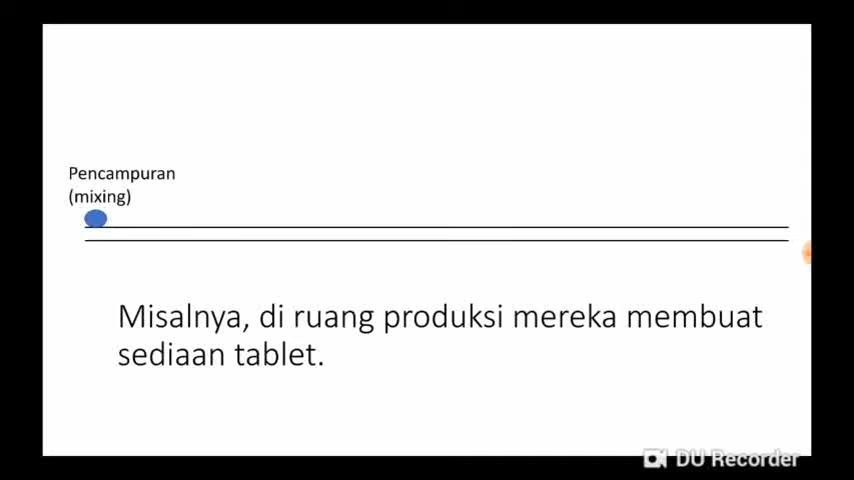 Pencampuran
(mixing)
Misalnya, di ruang produksi mereka membuat
sediaan tablet.
DU Recorder